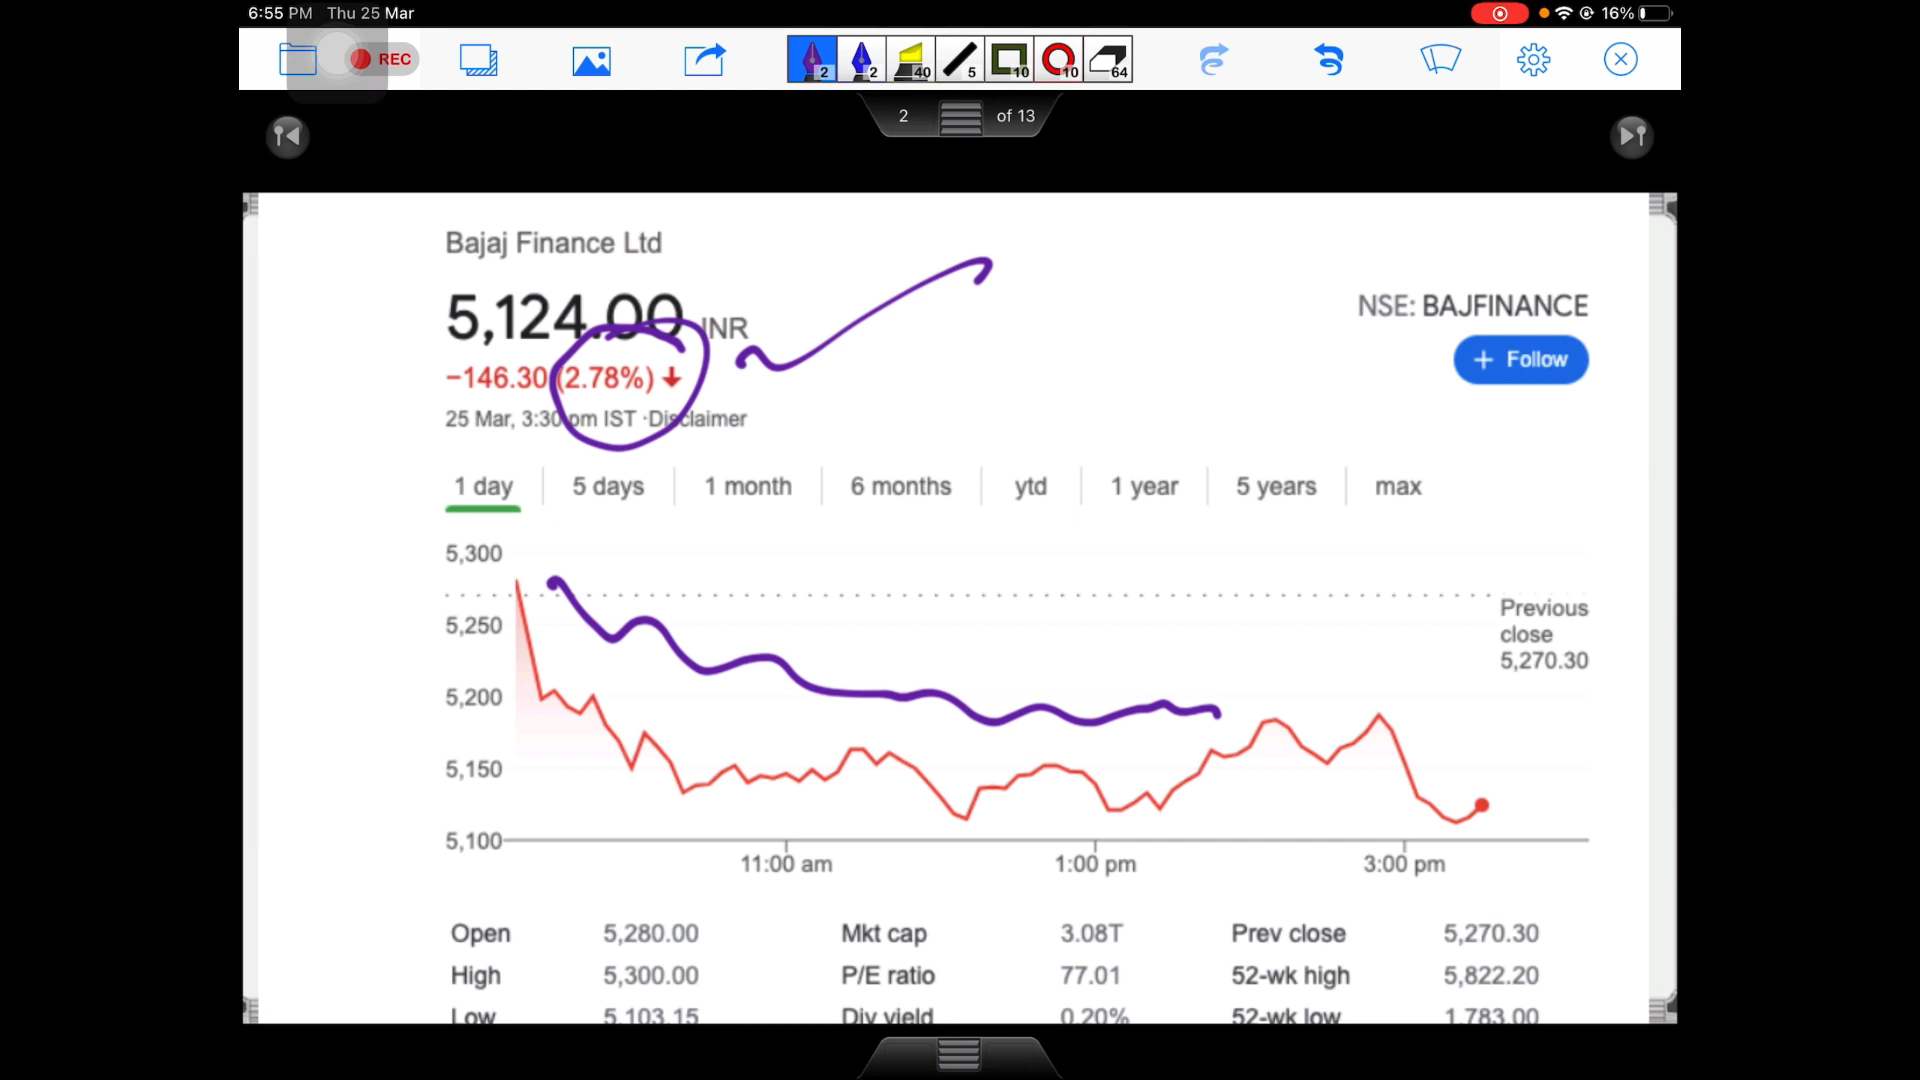 6:55 PM Thu 25 Mar
16%
REC
2
2
40
5
10
10
64
2 of 13
Bajaj Finance Ltd
5,124.00 INR
−146.30 (2.78%)
25 Mar, 3:30 pm IST ·Disclaimer
NSE: BAJFINANCE
+ Follow
1 day 5 days 1 month 6 months ytd 1 year 5 years max
5,300
5,250
5,200
5,150
5,100
Previous
close
5,270.30
11:00 am 1:00 pm 3:00 pm
Open 5,280.00 Mkt cap 3.08T Prev close 5,270.30
High 5,300.00 P/E ratio 77.01 52-wk high 5,822.20
Low 5,103.15 Div yield 0.20% 52-wk low 1,783.00